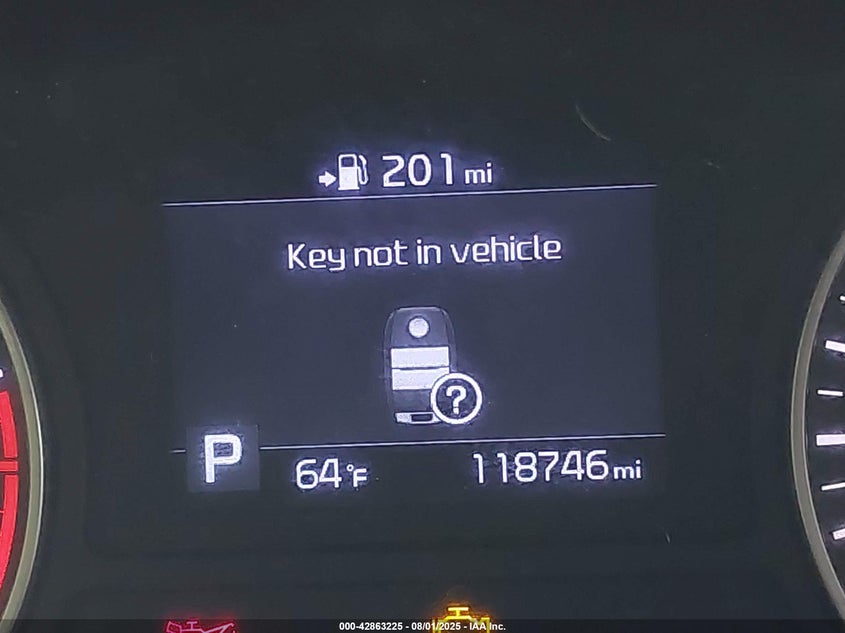 201 mi
Key not in vehicle
?
P 64°F 118746 mi
000-42863225 - 08/01/2025 - IAA Inc.